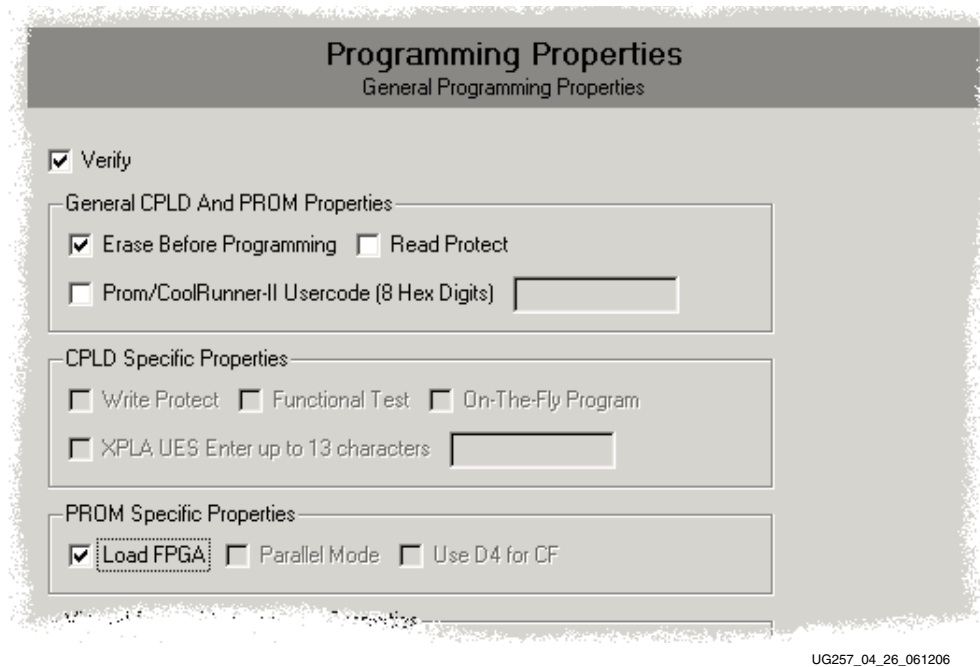 Programming Properties
General Programming Properties
Verify
General CPLD And PROM Properties
Erase Before Programming Read Protect
Prom/CoolRunner-II Usercode (8 Hex Digits)
CPLD Specific Properties
Write Protect Functional Test On-The-Fly Program
XPLA UES Enter up to 13 characters
PROM Specific Properties
Load FPGA Parallel Mode Use D4 for CF
UG257_04_26_061206